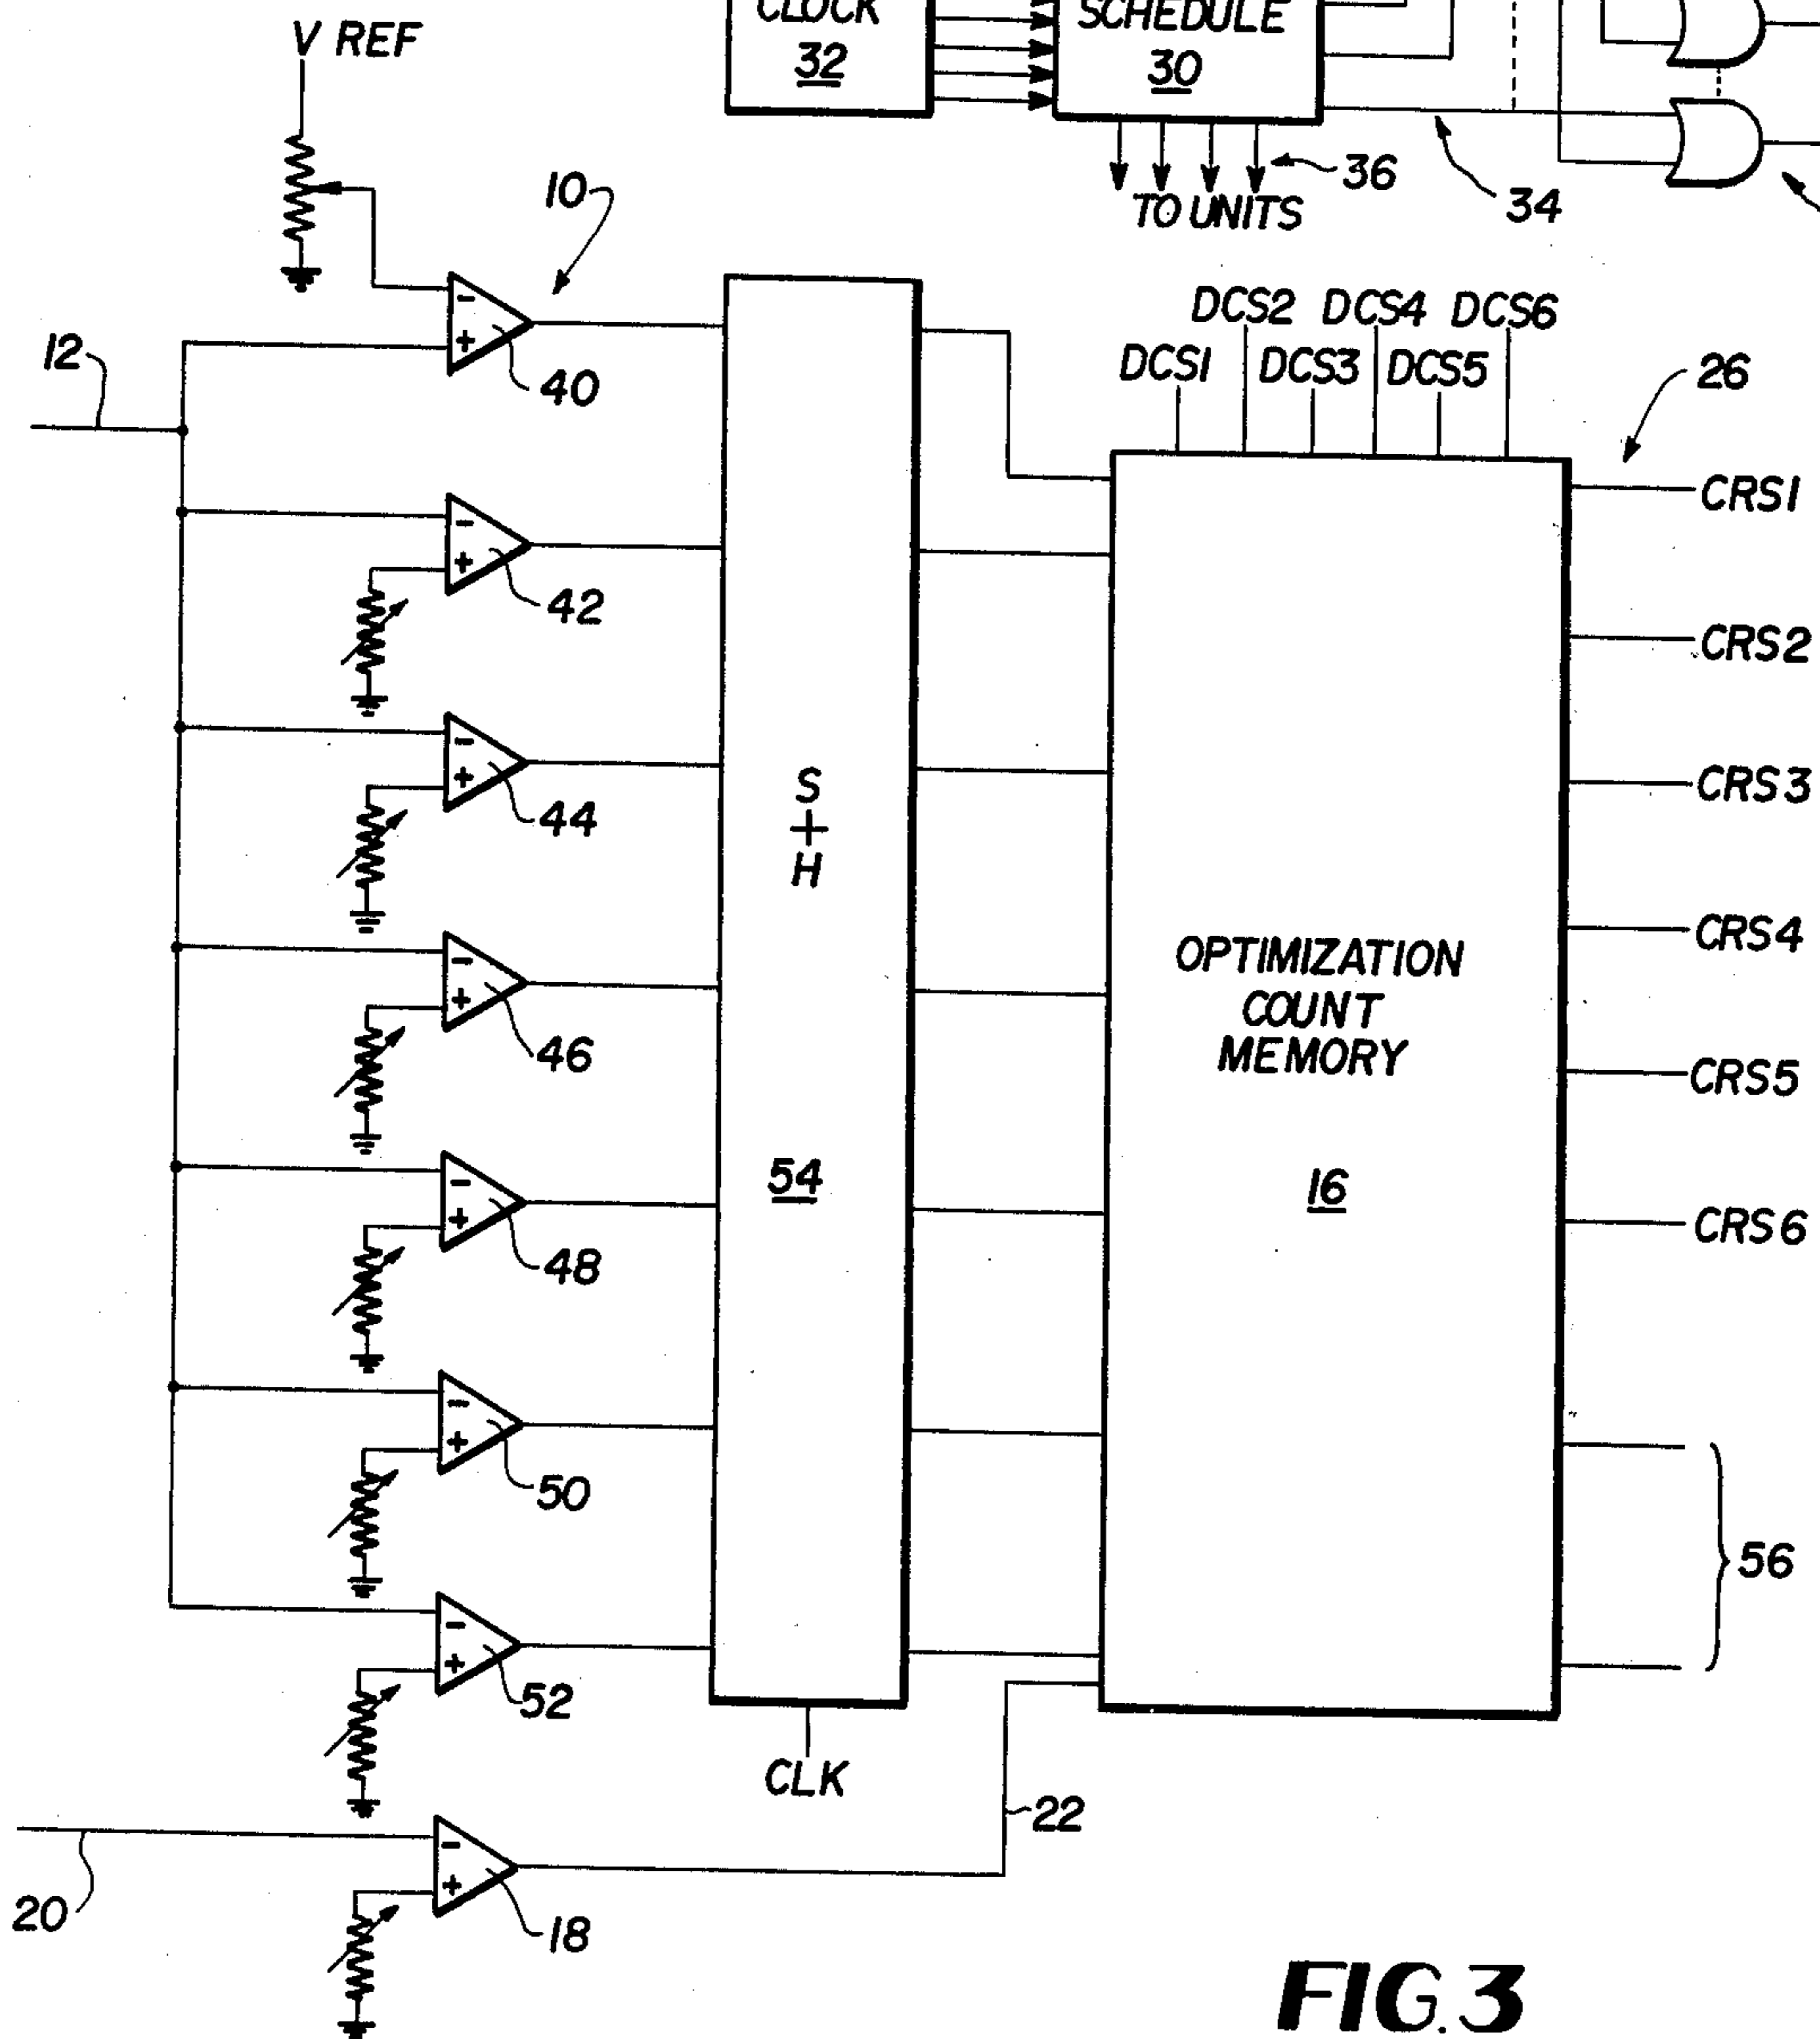 CLOCK
32
SCHEDULE
30
V REF
36
34
TO UNITS
10
12
40
DCS2 DCS4 DCS6
DCS1 DCS3 DCS5
26
CRS1
42
CRS2
44
S
+
H
CRS3
46
OPTIMIZATION
COUNT
MEMORY
CRS4
CRS5
54
16
48
CRS6
50
56
52
CLK
22
20
18
FIG. 3